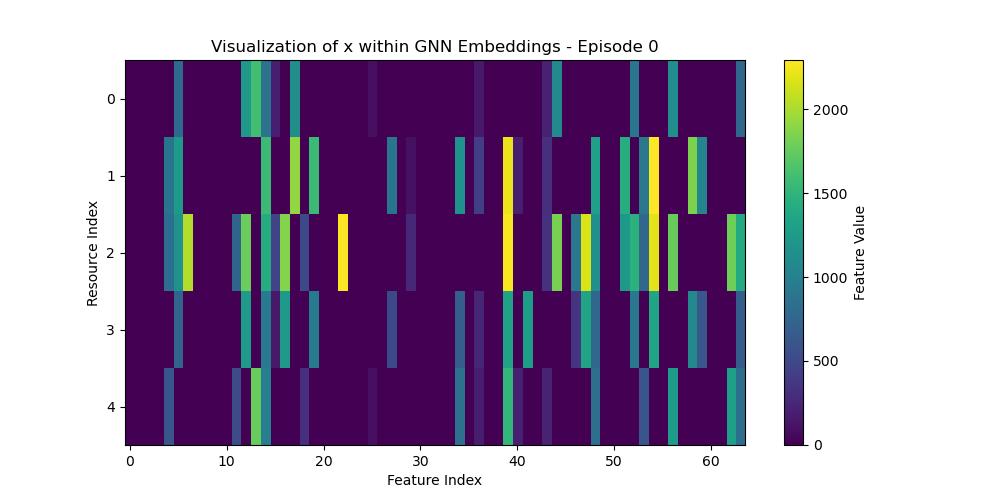 Visualization of x within GNN Embeddings - Episode 0
Resource Index
0
1
2
3
4
0 10 20 30 40 50 60
Feature Index
2000
1500
1000
500
0
Feature Value